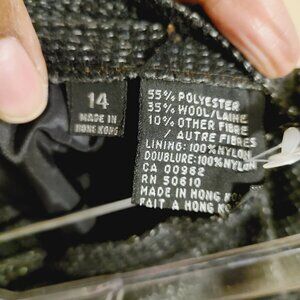 14
MADE IN
HONG KONG
55% POLYESTER
35% WOOL/LAINE
10% OTHER FIBRE
/ AUTRE FIBRES
LINING: 100% NYLON
DOUBLURE: 100% NYLON
CA 00962
RN 50610
MADE IN HONG KONG
FAIT A HONG